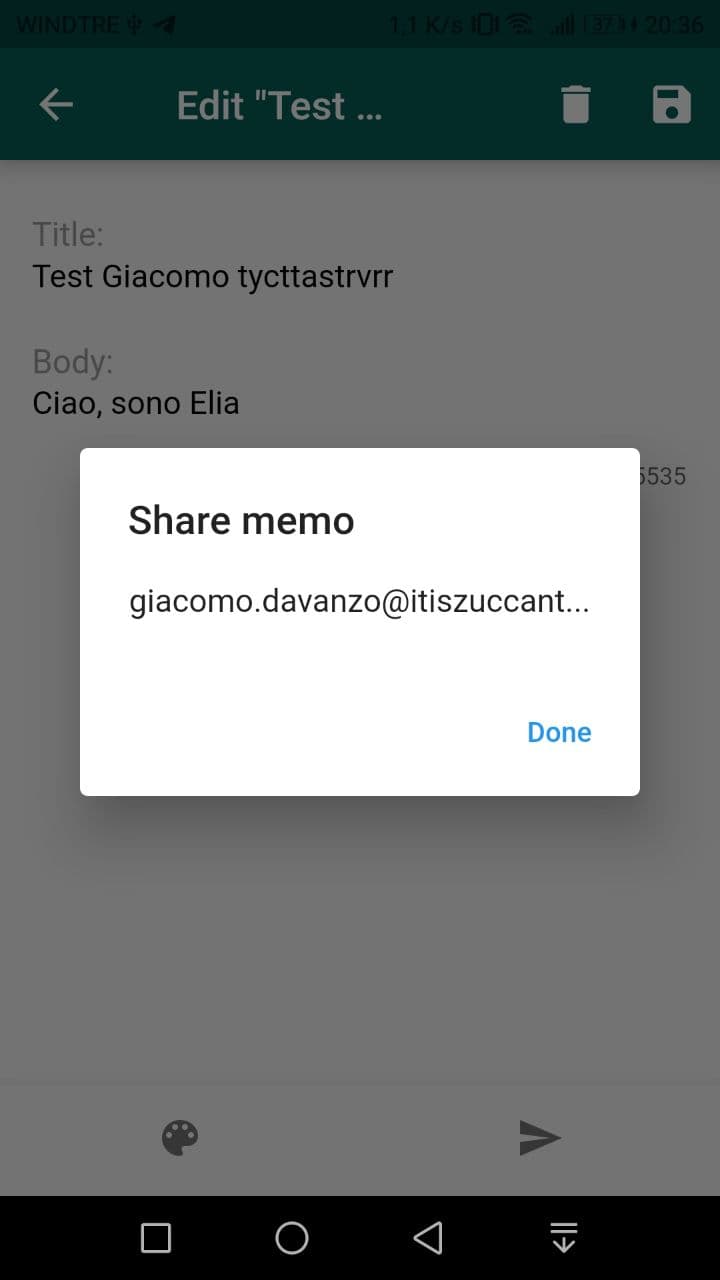 WINDTRE 1,1 K/s 37 20:36
Edit "Test ...
Title:
Test Giacomo tycttastrvrr
Body:
Ciao, sono Elia
5535
Share memo
giacomo.davanzo@itiszuccant...
Done